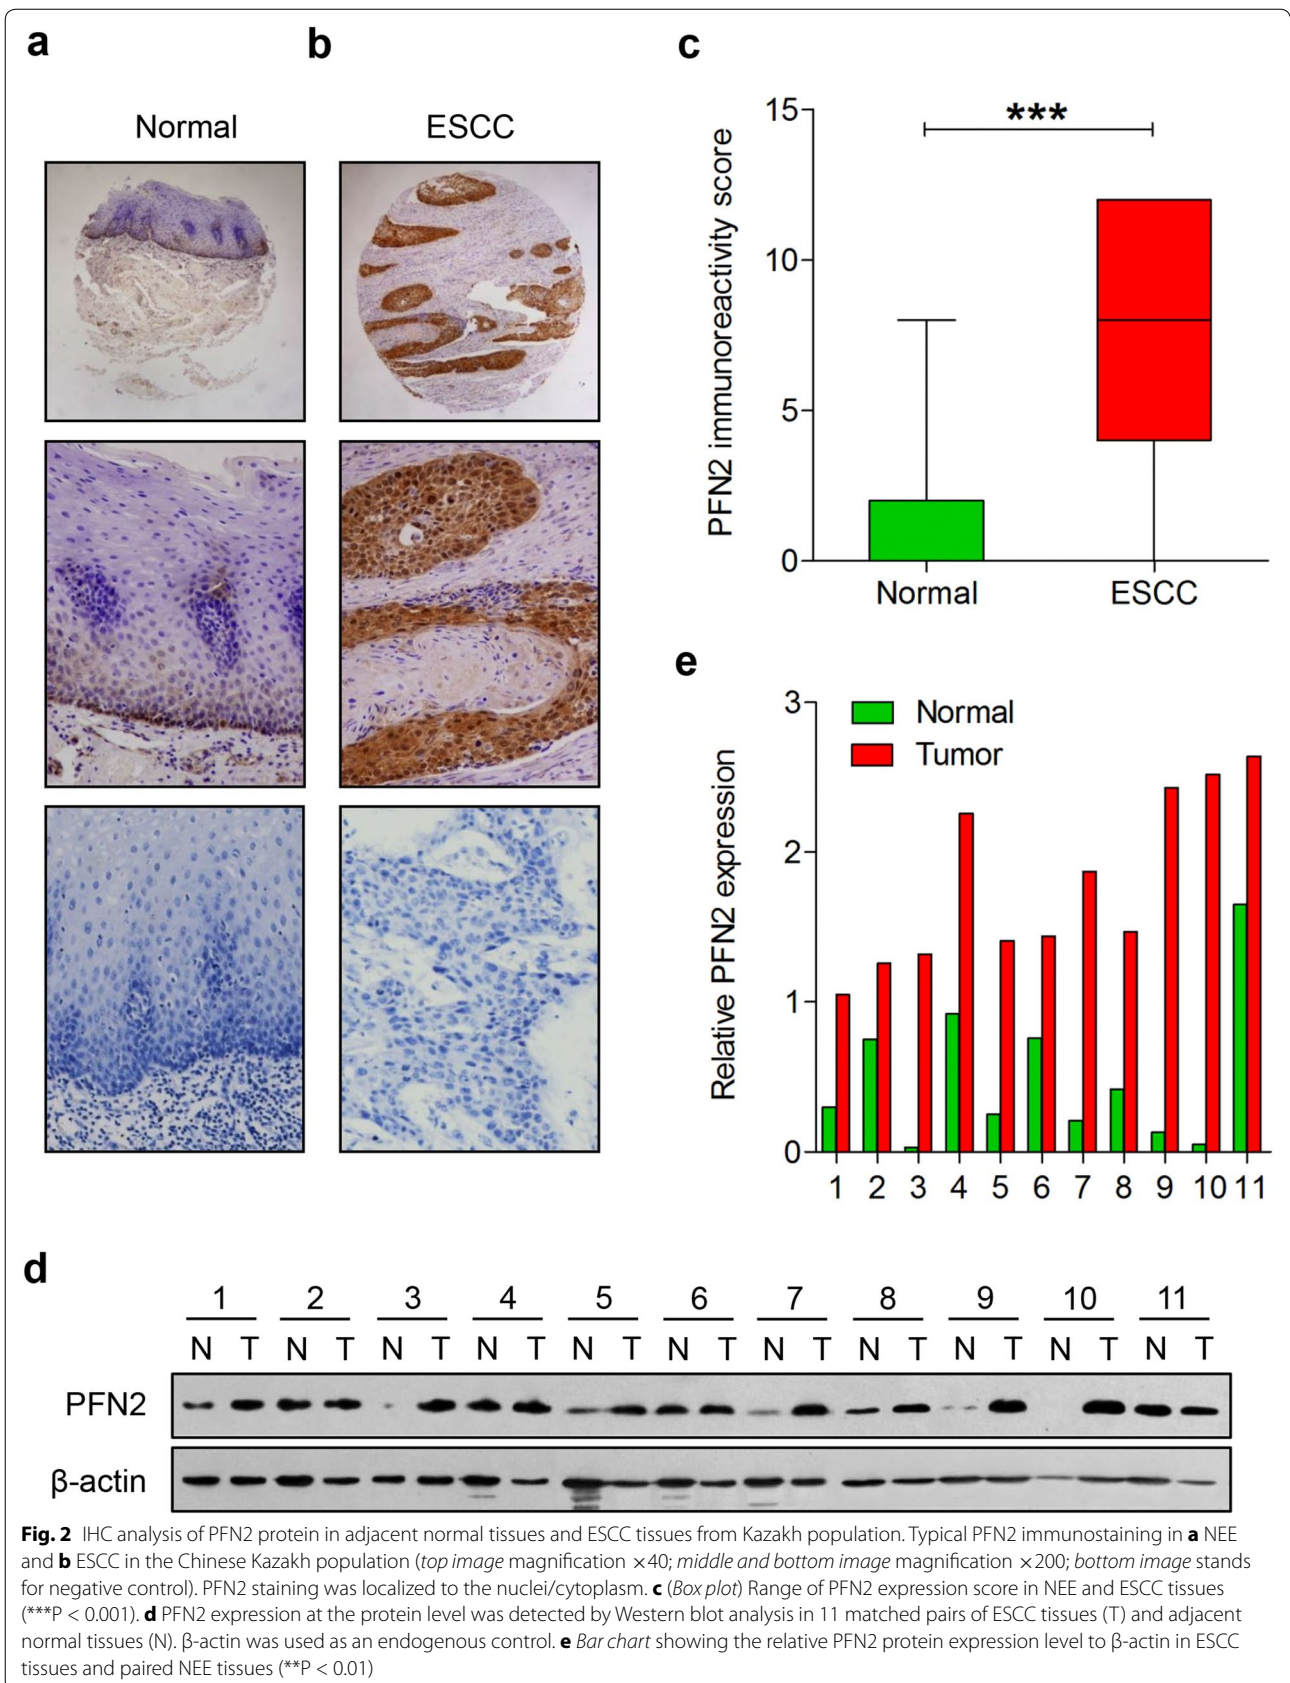 a
b
Normal
ESCC
c
PFN2 immunoreactivity score
15
10
5
0
***
Normal
ESCC
e
Relative PFN2 expression
3
2
1
0
Normal
Tumor
1 2 3 4 5 6 7 8 9 10 11
d
1 2 3 4 5 6 7 8 9 10 11
N T N T N T N T N T N T N T N T N T N T N T
PFN2
β-actin
Fig. 2 IHC analysis of PFN2 protein in adjacent normal tissues and ESCC tissues from Kazakh population. Typical PFN2 immunostaining in a NEE
and b ESCC in the Chinese Kazakh population (top image magnification ×40; middle and bottom image magnification ×200; bottom image stands
for negative control). PFN2 staining was localized to the nuclei/cytoplasm. c (Box plot) Range of PFN2 expression score in NEE and ESCC tissues
(***P < 0.001). d PFN2 expression at the protein level was detected by Western blot analysis in 11 matched pairs of ESCC tissues (T) and adjacent
normal tissues (N). β-actin was used as an endogenous control. e Bar chart showing the relative PFN2 protein expression level to β-actin in ESCC
tissues and paired NEE tissues (**P < 0.01)